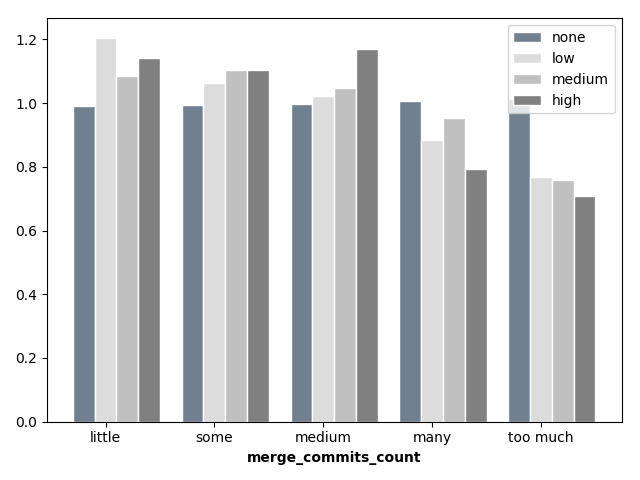 1.2
1.0
0.8
0.6
0.4
0.2
0.0
none
low
medium
high
little some medium many too much
merge_commits_count